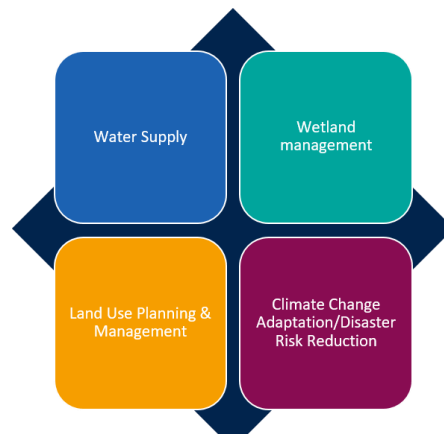 Water Supply
Wetland
management
Land Use Planning &
Management
Climate Change
Adaptation/Disaster
Risk Reduction